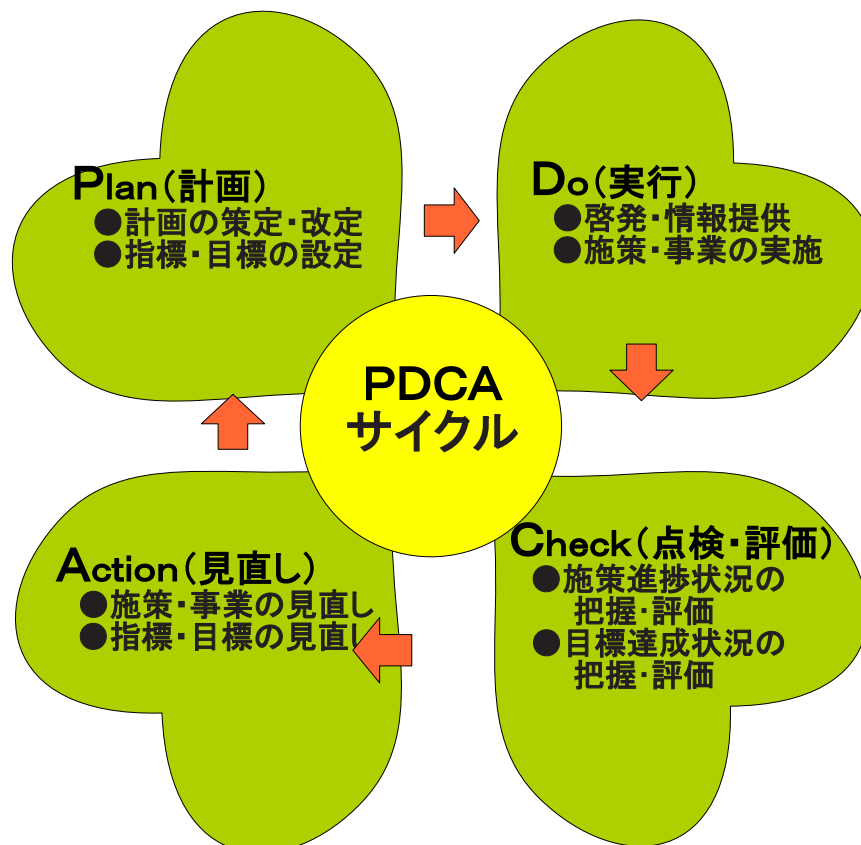 Plan(計画)
●計画の策定・改定
●指標・目標の設定
Do(実行)
●啓発・情報提供
●施策・事業の実施
PDCA
サイクル
Action(見直し)
●施策・事業の見直し
●指標・目標の見直し
Check(点検・評価)
●施策進捗状況の
把握・評価
●目標達成状況の
把握・評価